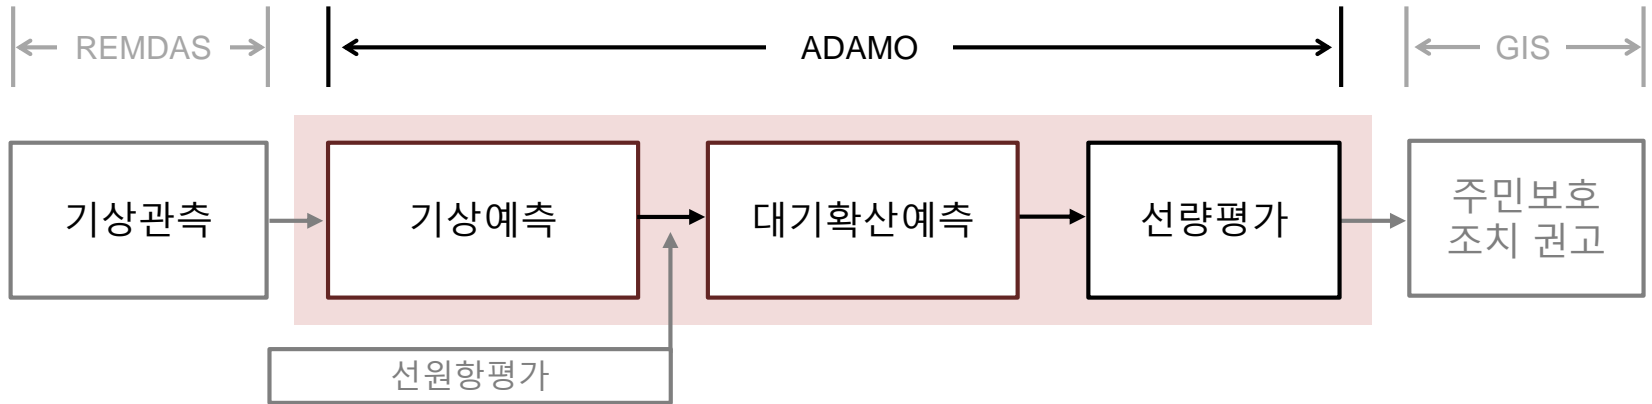 REMDAS
ADAMO
GIS
기상관측
기상예측
대기확산예측
선량평가
주민보호
조치 권고
선원항평가